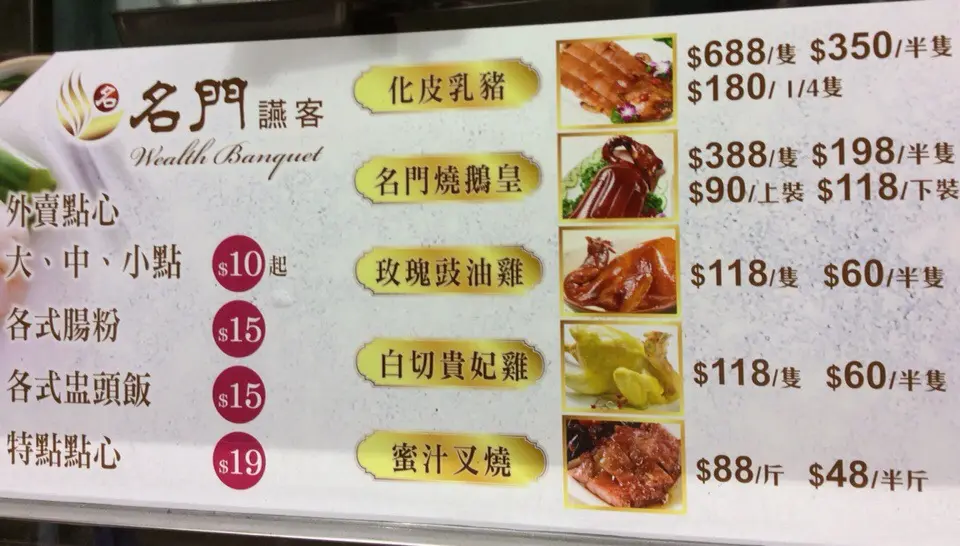 名
名門讌客
Wealth Banquet
外賣點心
大、中、小點 $10起
各式腸粉 $15
各式盅頭飯 $15
特點點心 $19
化皮乳豬 $688/隻 $350/半隻
$180/1/4隻
名門燒鵝皇 $388/隻 $198/半隻
$90/上裝 $118/下裝
玫瑰豉油雞 $118/隻 $60/半隻
白切貴妃雞 $118/隻 $60/半隻
蜜汁叉燒 $88/斤 $48/半斤